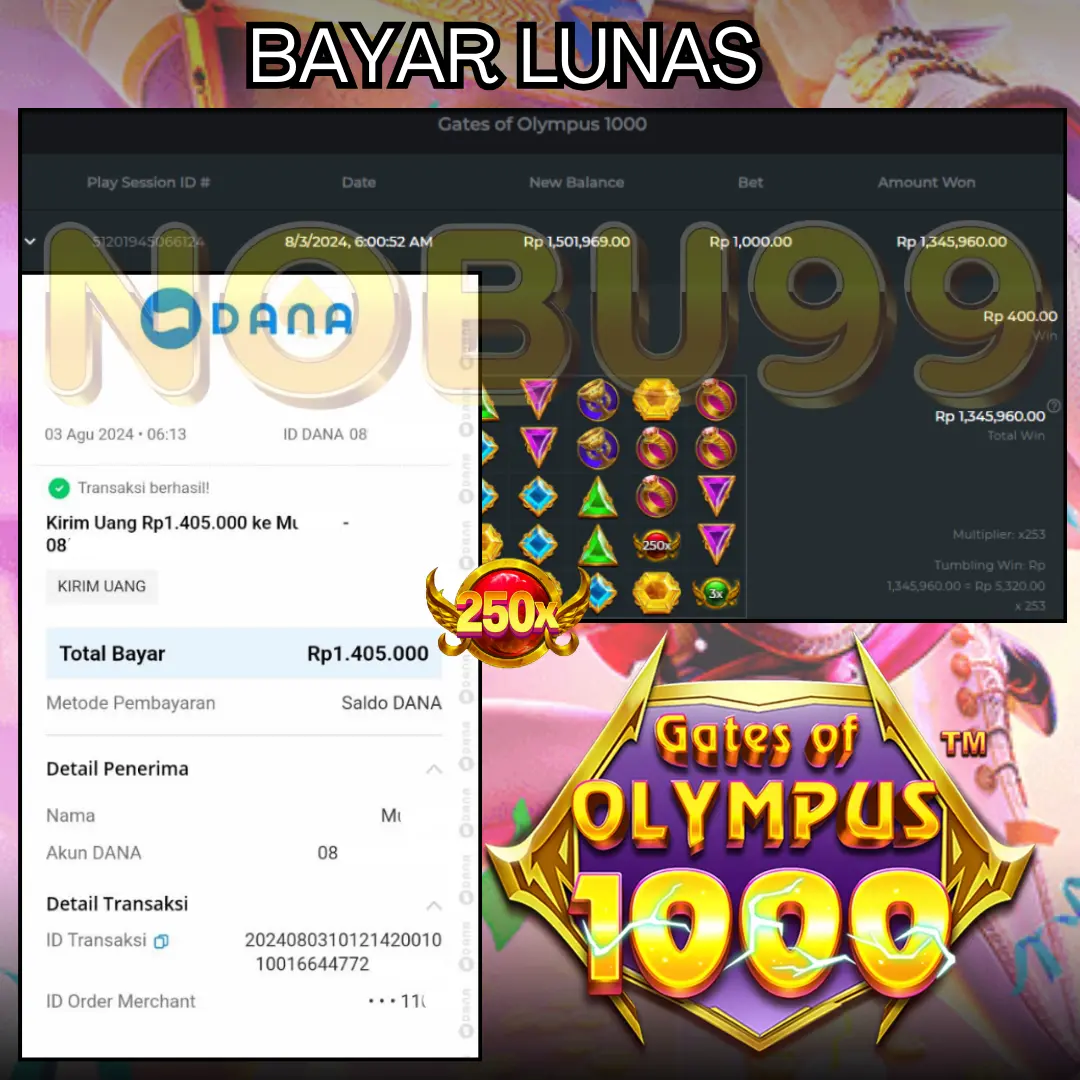 BAYAR LUNAS
Gates of Olympus 1000
Play Session ID # Date New Balance Bet Amount Won
51201945066124 8/3/2024, 6:00:52 AM Rp 1,501,969.00 Rp 1,000.00 Rp 1,345,960.00
NOBU99
Rp 400.00
Win
Rp 1,345,960.00
Total Win
250x
3x
Multiplier: x253
Tumbling Win: Rp
1,345,960.00 = Rp 5,320.00
x 253
DANA
03 Agu 2024 • 06:13 ID DANA 08
Transaksi berhasil!
Kirim Uang Rp1.405.000 ke Mu -
08
KIRIM UANG
Total Bayar Rp1.405.000
Metode Pembayaran Saldo DANA
Detail Penerima
Nama Mu
Akun DANA 08
Detail Transaksi
ID Transaksi 2024080310121420010
10016644772
ID Order Merchant • • • 11
250x
Gates of
OLYMPUS
1000
TM